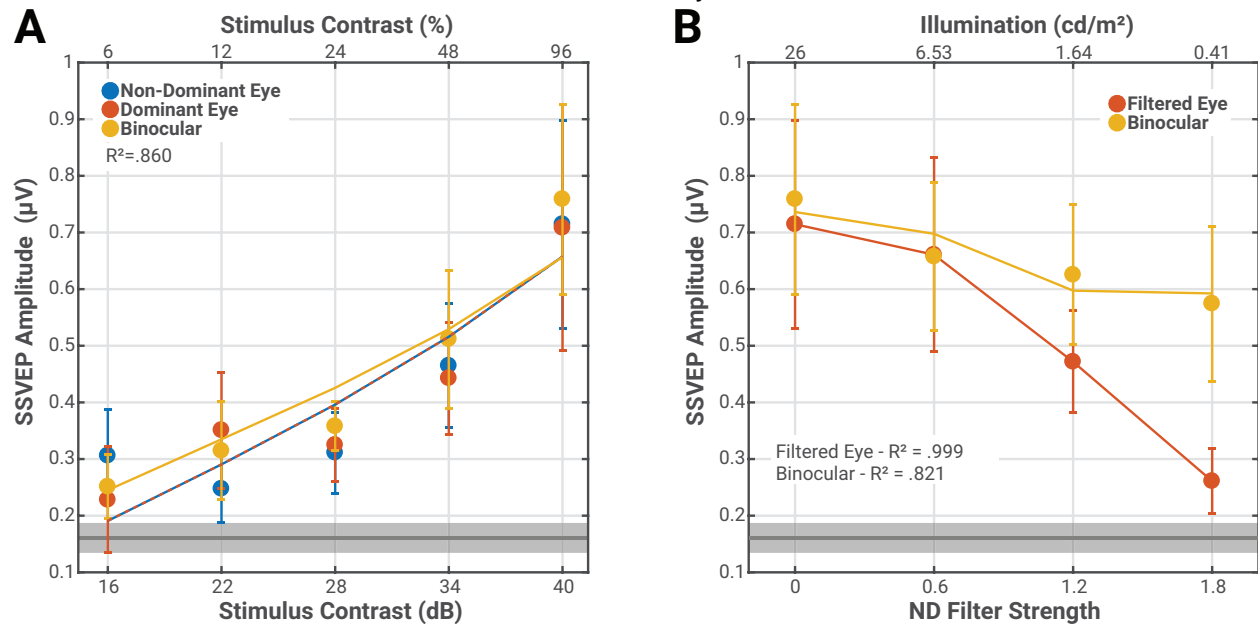 A
Stimulus Contrast (%)
6 12 24 48 96
1
0.9
0.8
0.7
0.6
0.5
0.4
0.3
0.2
0.1
SSVEP Amplitude (μV)
Non-Dominant Eye
Dominant Eye
Binocular
R²=.860
16 22 28 34 40
Stimulus Contrast (dB)
B
Illumination (cd/m²)
26 6.53 1.64 0.41
1
0.9
0.8
0.7
0.6
0.5
0.4
0.3
0.2
0.1
SSVEP Amplitude (μV)
Filtered Eye
Binocular
Filtered Eye - R² = .999
Binocular - R² = .821
0 0.6 1.2 1.8
ND Filter Strength